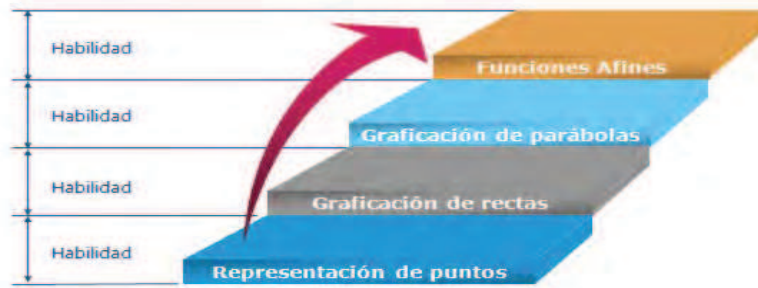 Habilidad
Funciones Afines
Habilidad
Graficación de parábolas
Habilidad
Graficación de rectas
Habilidad
Representación de puntos